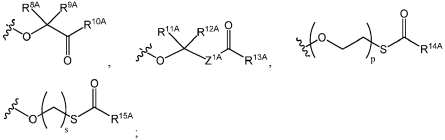 R8A R9A
R10A
O
O
,
R11A R12A
O
O
Z1A
R13A
,
O
O
S
R14A
p
,
O
O
S
R15A
s
;